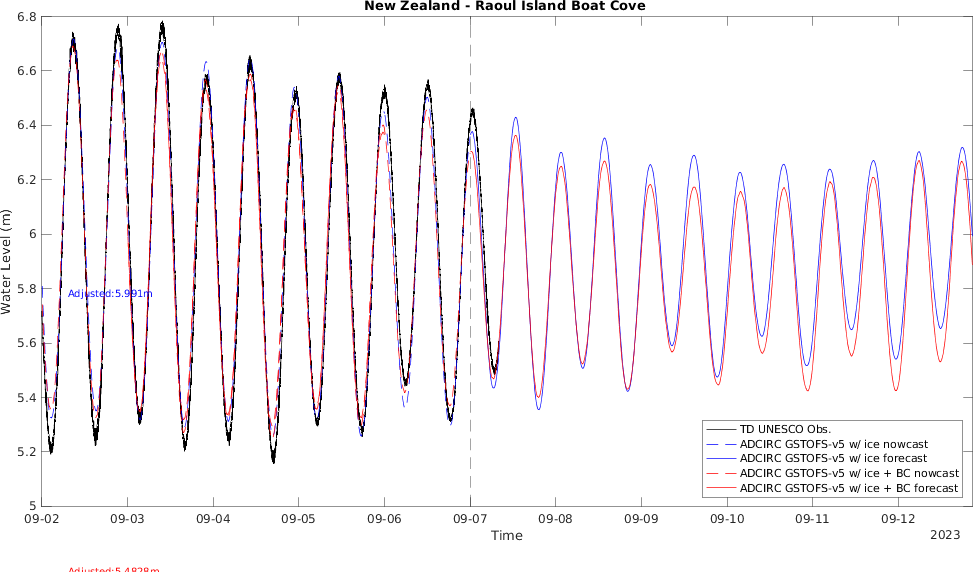 New Zealand - Raoul Island Boat Cove
Water Level (m)
6.8
6.6
6.4
6.2
6
5.8
5.6
5.4
5.2
5
Adjusted:5.991m
TD UNESCO Obs.
ADCIRC GSTOFS-v5 w/ ice nowcast
ADCIRC GSTOFS-v5 w/ ice forecast
ADCIRC GSTOFS-v5 w/ ice + BC nowcast
ADCIRC GSTOFS-v5 w/ ice + BC forecast
09-02 09-03 09-04 09-05 09-06 09-07 09-08 09-09 09-10 09-11 09-12
Time
2023
Adjusted:5.4828m